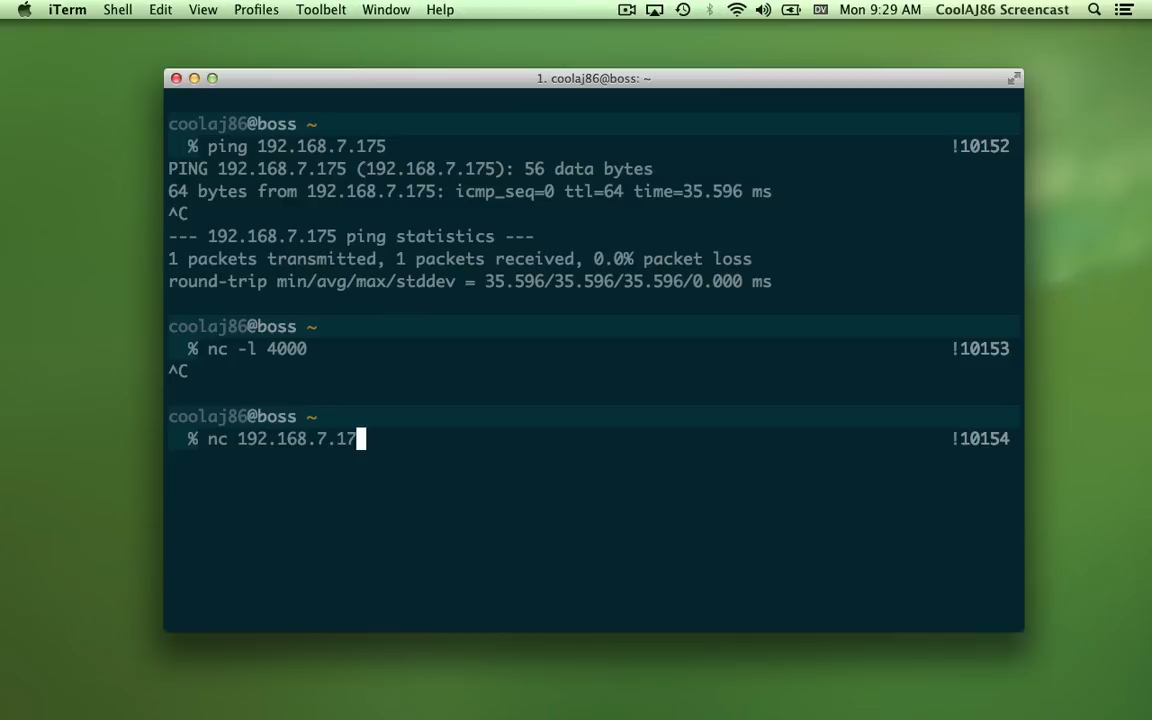 iTerm Shell Edit View Profiles Toolbelt Window Help DV Mon 9:29 AM CoolAJ86 Screencast
1. coolaj86@boss: ~
coolaj86@boss ~
% ping 192.168.7.175 !10152
PING 192.168.7.175 (192.168.7.175): 56 data bytes
64 bytes from 192.168.7.175: icmp_seq=0 ttl=64 time=35.596 ms
^C
--- 192.168.7.175 ping statistics ---
1 packets transmitted, 1 packets received, 0.0% packet loss
round-trip min/avg/max/stddev = 35.596/35.596/35.596/0.000 ms
coolaj86@boss ~
% nc -l 4000 !10153
^C
coolaj86@boss ~
% nc 192.168.7.17 !10154